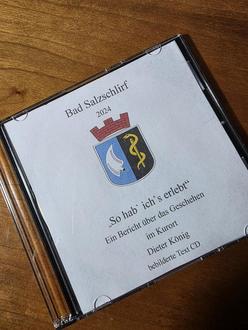 Bad Salzschlirf
2024
„So hab` ich`s erlebt“
Ein Bericht über das Geschehen
im Kurort
Dieter König
bebilderte Text CD